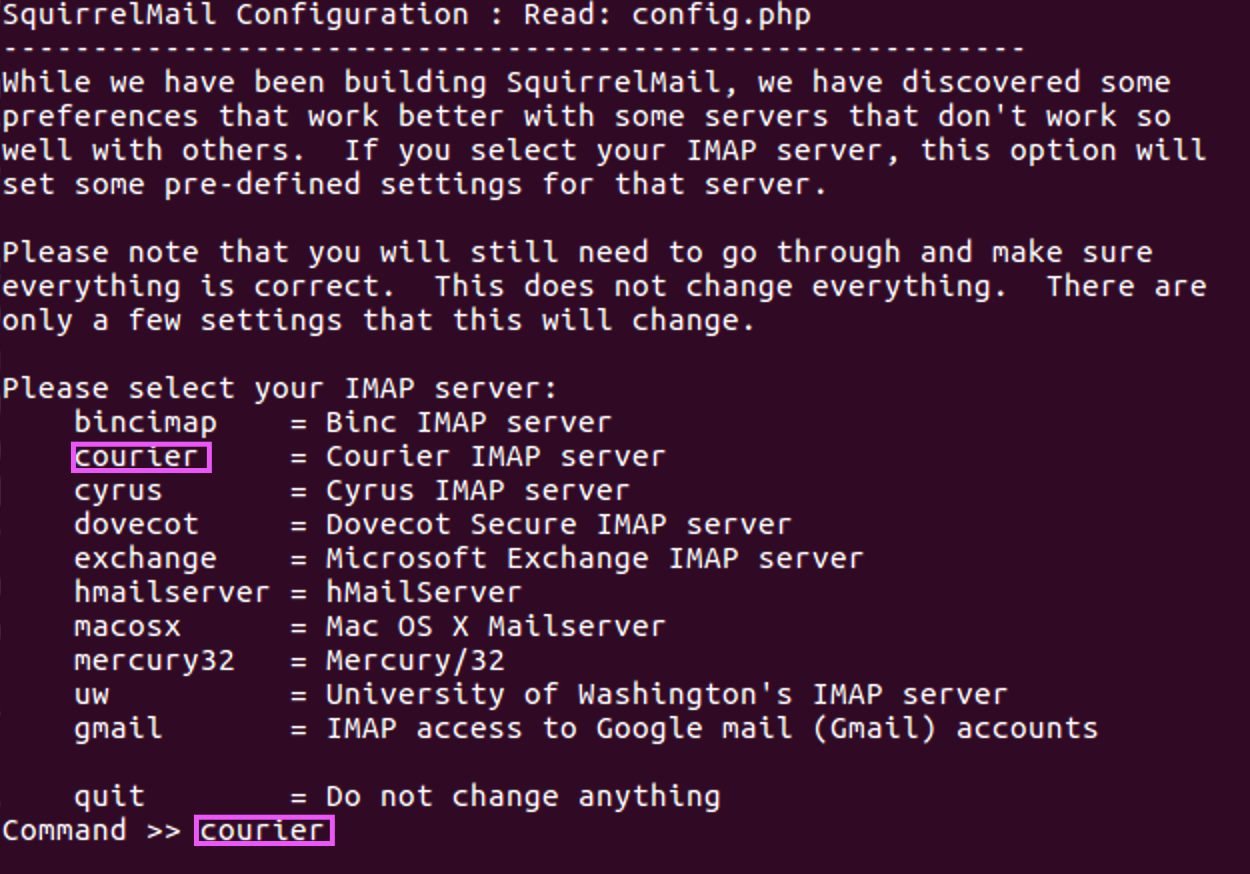 SquirrelMail Configuration : Read: config.php
---------------------------------------------------------
While we have been building SquirrelMail, we have discovered some
preferences that work better with some servers that don't work so
well with others.  If you select your IMAP server, this option will
set some pre-defined settings for that server.

Please note that you will still need to go through and make sure
everything is correct.  This does not change everything.  There are
only a few settings that this will change.

Please select your IMAP server:
    bincimap    = Binc IMAP server
    courier     = Courier IMAP server
    cyrus       = Cyrus IMAP server
    dovecot     = Dovecot Secure IMAP server
    exchange    = Microsoft Exchange IMAP server
    hmailserver = hMailServer
    macosx      = Mac OS X Mailserver
    mercury32   = Mercury/32
    uw          = University of Washington's IMAP server
    gmail       = IMAP access to Google mail (Gmail) accounts

    quit        = Do not change anything
Command >> courier